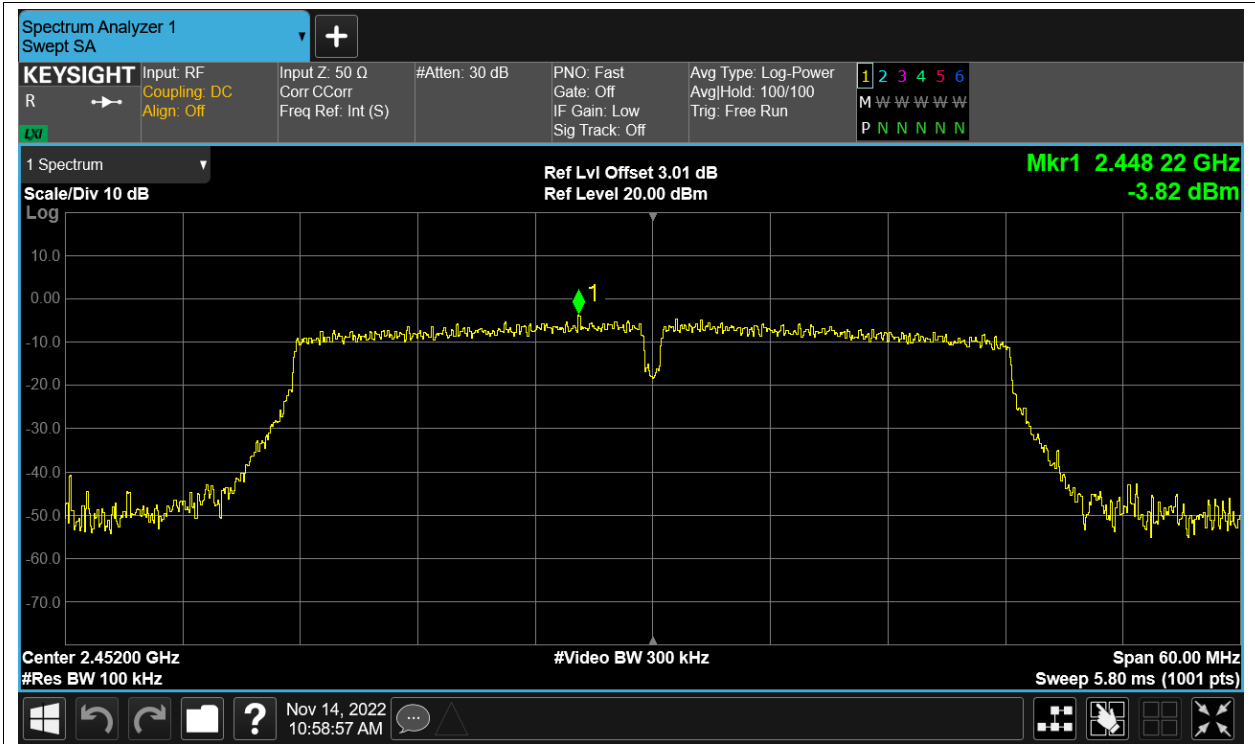 Spectrum Analyzer 1
Swept SA
KEYSIGHT
R
LXI
Input: RF
Coupling: DC
Align: Off
Input Z: 50 Ω
Corr CCorr
Freq Ref: Int (S)
#Atten: 30 dB
PNO: Fast
Gate: Off
IF Gain: Low
Sig Track: Off
Avg Type: Log-Power
Avg|Hold: 100/100
Trig: Free Run
1 2 3 4 5 6
M W W W W W
P N N N N N
1 Spectrum
Scale/Div 10 dB
Log
Ref Lvl Offset 3.01 dB
Ref Level 20.00 dBm
Mkr1 2.448 22 GHz
-3.82 dBm
10.0
0.00
-10.0
-20.0
-30.0
-40.0
-50.0
-60.0
-70.0
1
Center 2.45200 GHz
#Res BW 100 kHz
#Video BW 300 kHz
Span 60.00 MHz
Sweep 5.80 ms (1001 pts)
?
Nov 14, 2022
10:58:57 AM